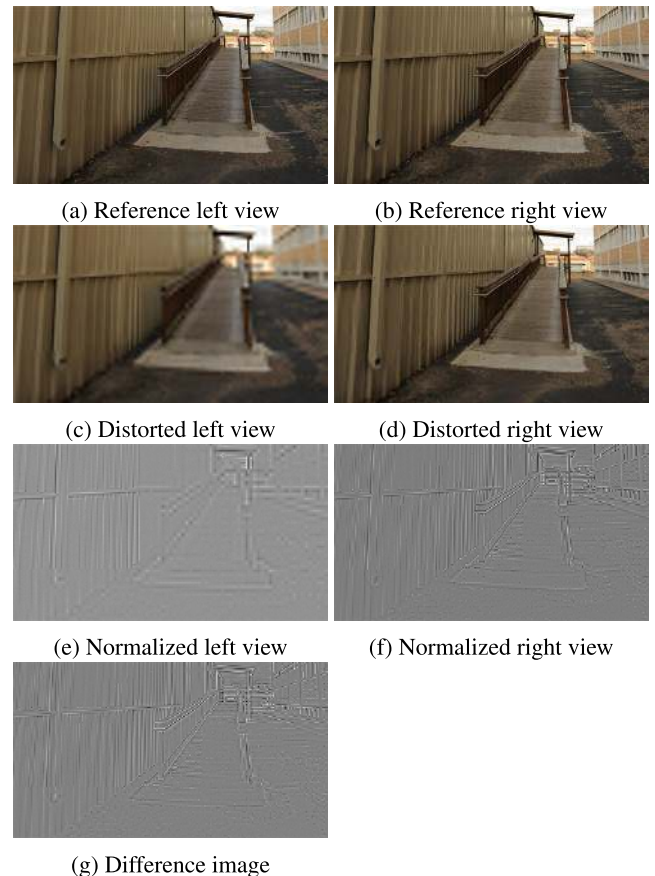 (a) Reference left view
(b) Reference right view
(c) Distorted left view
(d) Distorted right view
(e) Normalized left view
(f) Normalized right view
(g) Difference image